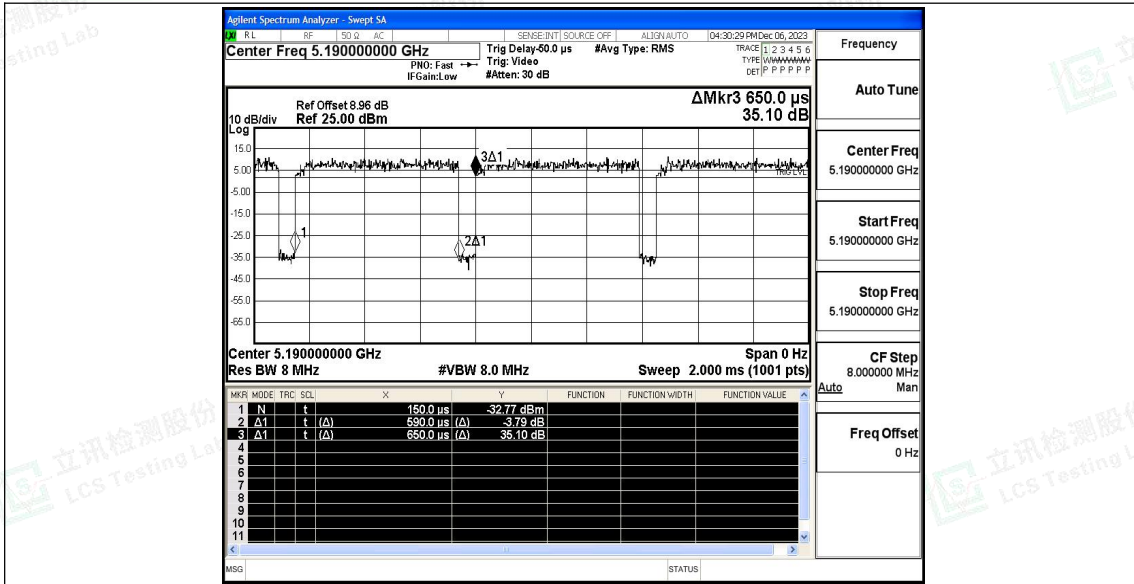 Agilent Spectrum Analyzer - Swept SA
LXI RL RF 50 Ω AC SENSE:INT SOURCE OFF ALIGN AUTO 04:30:29 PM Dec 06, 2023
Center Freq 5.190000000 GHz
PNO: Fast
IFGain:Low
Trig Delay-50.0 µs
Trig: Video
#Atten: 30 dB
#Avg Type: RMS
TRACE 1 2 3 4 5 6
TYPE WWWWWW
DET P P P P P P
Ref Offset 8.96 dB
10 dB/div Ref 25.00 dBm
Log
ΔMkr3 650.0 µs
35.10 dB
15.0
5.00
-5.00
-15.0
-25.0
-35.0
-45.0
-55.0
-65.0
3Δ1
TRIG LVL
1
2Δ1
Center 5.190000000 GHz Span 0 Hz
Res BW 8 MHz #VBW 8.0 MHz Sweep 2.000 ms (1001 pts)
MKR MODE TRC SCL X Y FUNCTION FUNCTION WIDTH FUNCTION VALUE
1 N t 150.0 µs -32.77 dBm
2 Δ1 t (Δ) 590.0 µs (Δ) -3.79 dB
3 Δ1 t (Δ) 650.0 µs (Δ) 35.10 dB
4
5
6
7
8
9
10
11
MSG STATUS
Frequency
Auto Tune
Center Freq
5.190000000 GHz
Start Freq
5.190000000 GHz
Stop Freq
5.190000000 GHz
CF Step
8.000000 MHz
Auto Man
Freq Offset
0 Hz
立讯检测股份
LCS Testing Lab
立讯检测股份
LCS Testing L